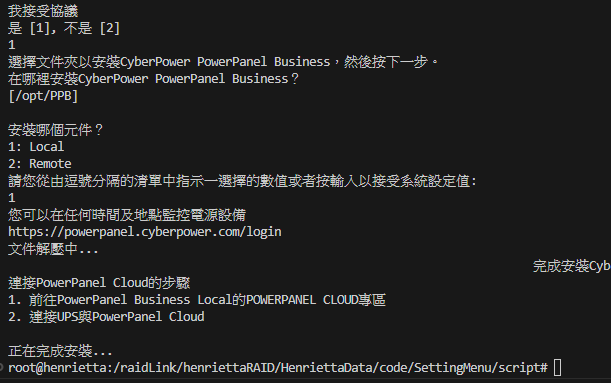 我接受協議
是 [1], 不是 [2]
1
選擇文件夾以安裝CyberPower PowerPanel Business，然後按下一步。
在哪裡安裝CyberPower PowerPanel Business？
[/opt/PPB]
安裝哪個元件？
1: Local
2: Remote
請您從由逗號分隔的清單中指示一選擇的數值或者按輸入以接受系統設定值:
1
您可以在任何時間及地點監控電源設備
https://powerpanel.cyberpower.com/login
文件解壓中...
完成安裝Cyb
連接PowerPanel Cloud的步驟
1. 前往PowerPanel Business Local的POWERPANEL CLOUD專區
2. 連接UPS與PowerPanel Cloud
正在完成安裝...
root@henrietta:/raidLink/henriettaRAID/HenriettaData/code/SettingMenu/script#